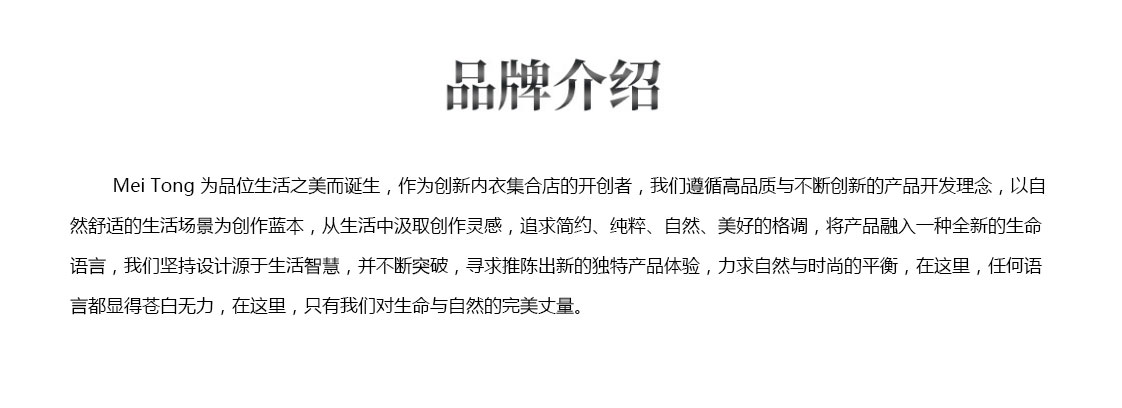 品牌介绍
Mei Tong 为品位生活之美而诞生，作为创新内衣集合店的开创者，我们遵循高品质与不断创新的产品开发理念，以自
然舒适的生活场景为创作蓝本，从生活中汲取创作灵感，追求简约、纯粹、自然、美好的格调，将产品融入一种全新的生命
语言，我们坚持设计源于生活智慧，并不断突破，寻求推陈出新的独特产品体验，力求自然与时尚的平衡，在这里，任何语
言都显得苍白无力，在这里，只有我们对生命与自然的完美丈量。